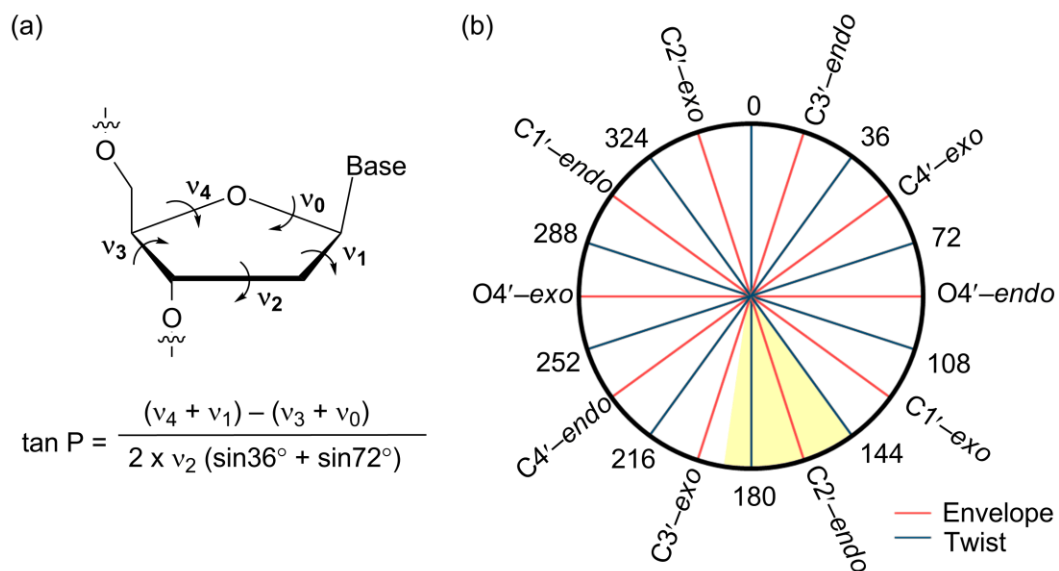 (a)
O
Base
ν4
O
ν0
ν3
ν1
ν2
O
tan P = (ν4 + ν1) – (ν3 + ν0)
2 x ν2 (sin36° + sin72°)
(b)
0
C3′–endo
36
C4′–exo
72
O4′–endo
108
C1′–exo
144
C2′–endo
180
C3′–exo
216
C4′–endo
252
O4′–exo
288
C1′–endo
324
C2′–exo
Envelope
Twist